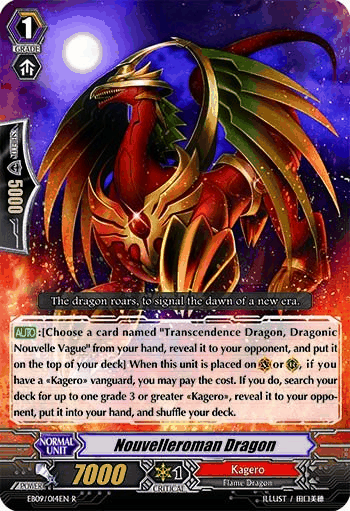 1
GRADE
SHIELD
5000
The dragon roars, to signal the dawn of a new era.
AUTO:[Choose a card named "Transcendence Dragon, Dragonic
Nouvelle Vague" from your hand, reveal it to your opponent, and put it
on the top of your deck] When this unit is placed on or , if you
have a «Kagero» vanguard, you may pay the cost. If you do, search your
deck for up to one grade 3 or greater «Kagero», reveal it to your oppo-
nent, put it into your hand, and shuffle your deck.
NORMAL
UNIT
Nouvelleroman Dragon
POWER
7000
1
CRITICAL
Kagero
Flame Dragon
EB09/014EN R
ILLUST / 田口美穂